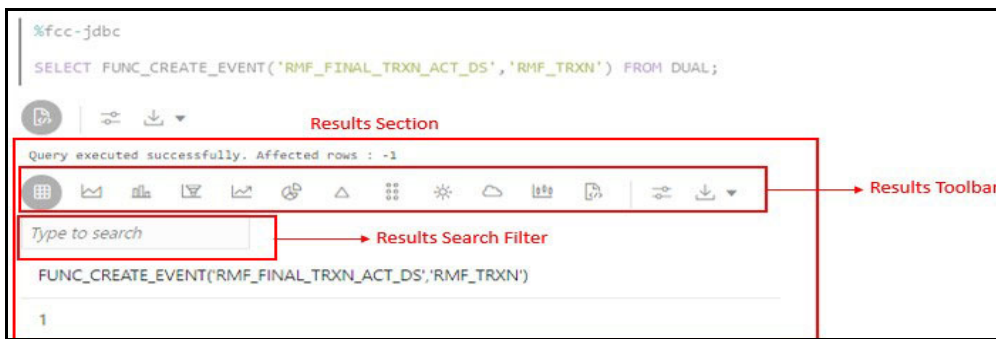 %fcc-jdbc
SELECT FUNC_CREATE_EVENT('RMF_FINAL_TRXN_ACT_DS','RMF_TRXN') FROM DUAL;
Results Section
Query executed successfully. Affected rows : -1
Results Toolbar
Type to search
Results Search Filter
FUNC_CREATE_EVENT('RMF_FINAL_TRXN_ACT_DS','RMF_TRXN')
1